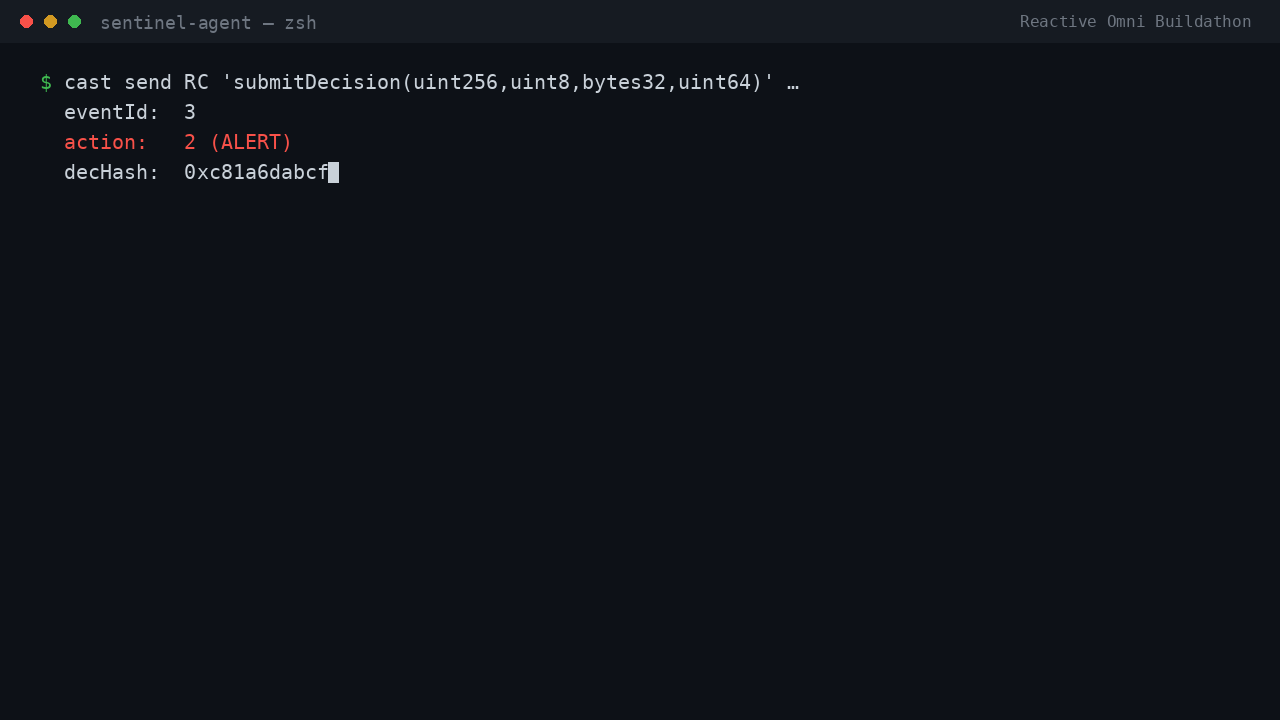 sentinel-agent — zsh
Reactive Omni Buildathon
$ cast send RC 'submitDecision(uint256,uint8,bytes32,uint64)' …
eventId: 3
action: 2 (ALERT)
decHash: 0xc81a6dabcf